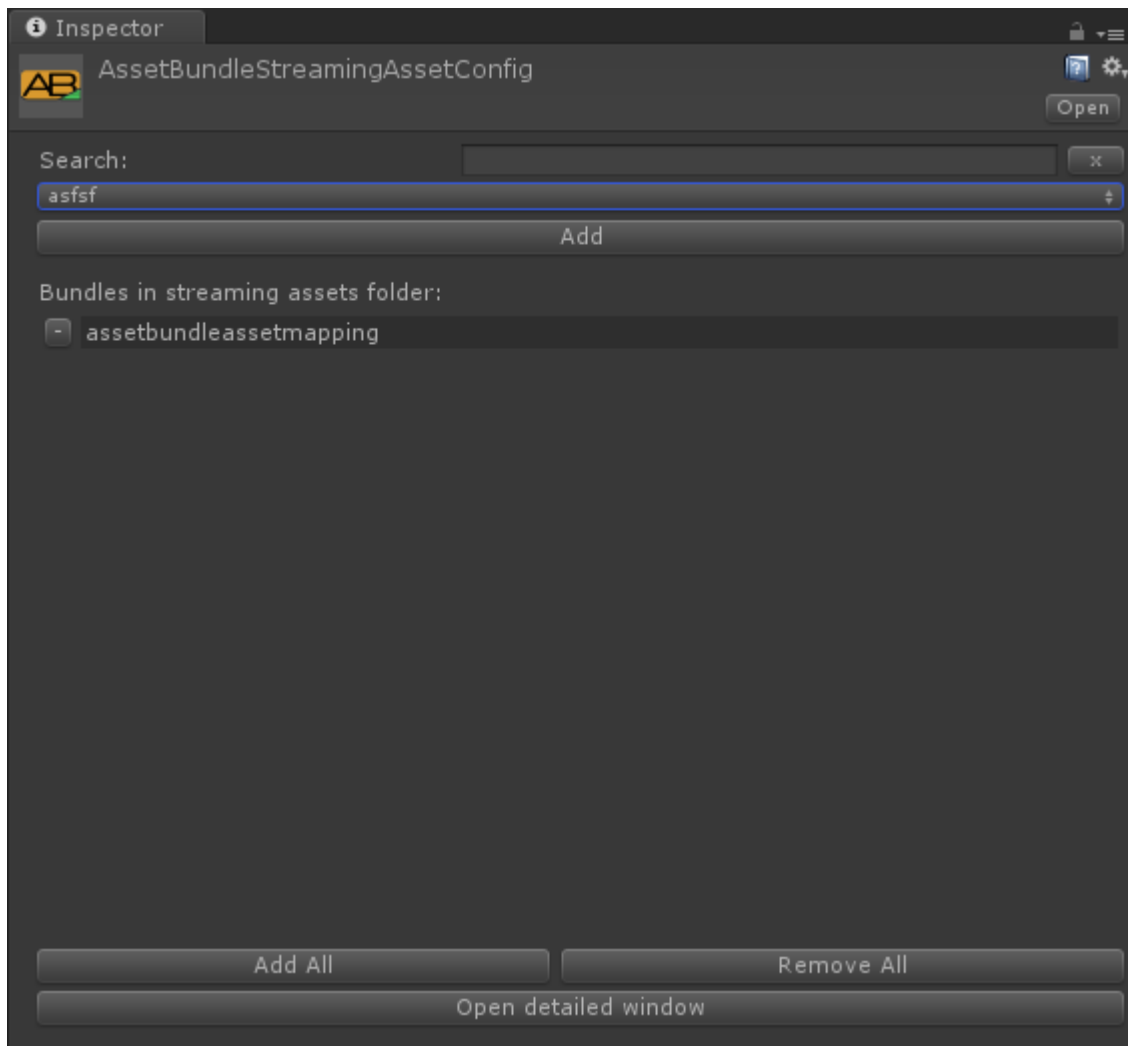 Inspector
AB AssetBundleStreamingAssetConfig
?
Open
Search: x
asfsf
Add
Bundles in streaming assets folder:
- assetbundleassetmapping
Add All Remove All
Open detailed window